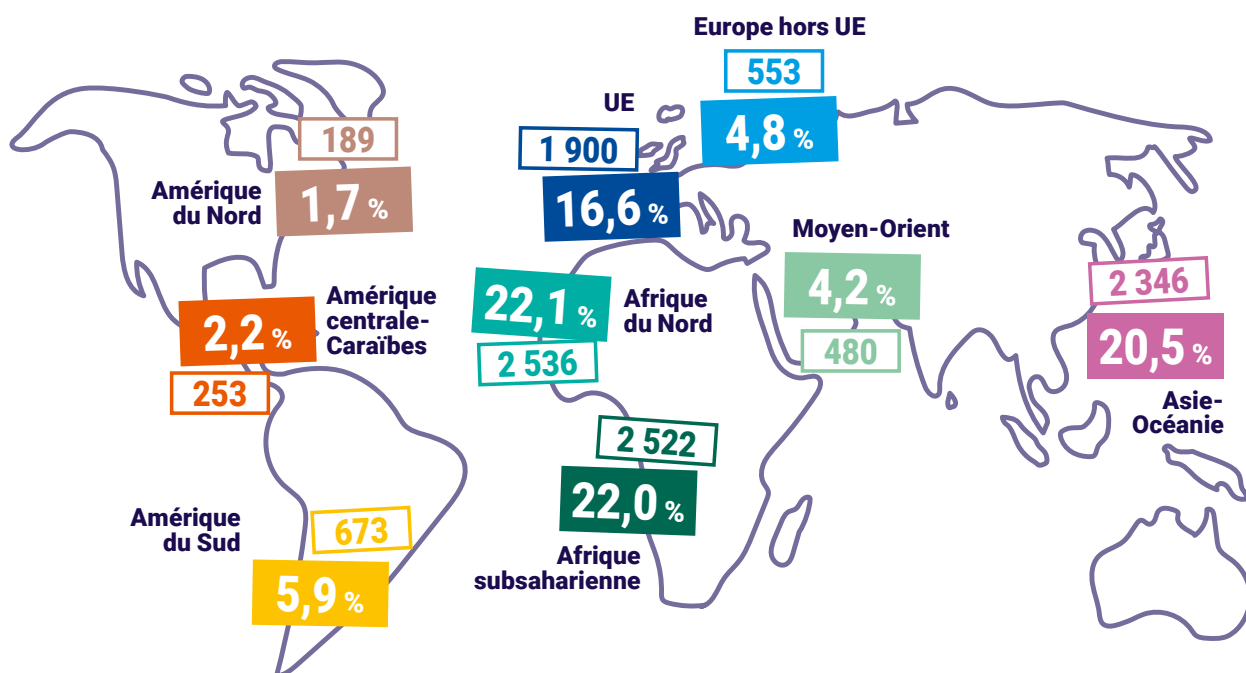 Europe hors UE
553
4,8 %
UE
1 900
16,6 %
189
Amérique
du Nord
1,7 %
Moyen-Orient
4,2 %
480
2 346
20,5 %
Asie-
Océanie
22,1 %
2 536
Afrique
du Nord
2,2 %
253
Amérique
centrale-
Caraïbes
2 522
22,0 %
Afrique
subsaharienne
Amérique
du Sud
673
5,9 %